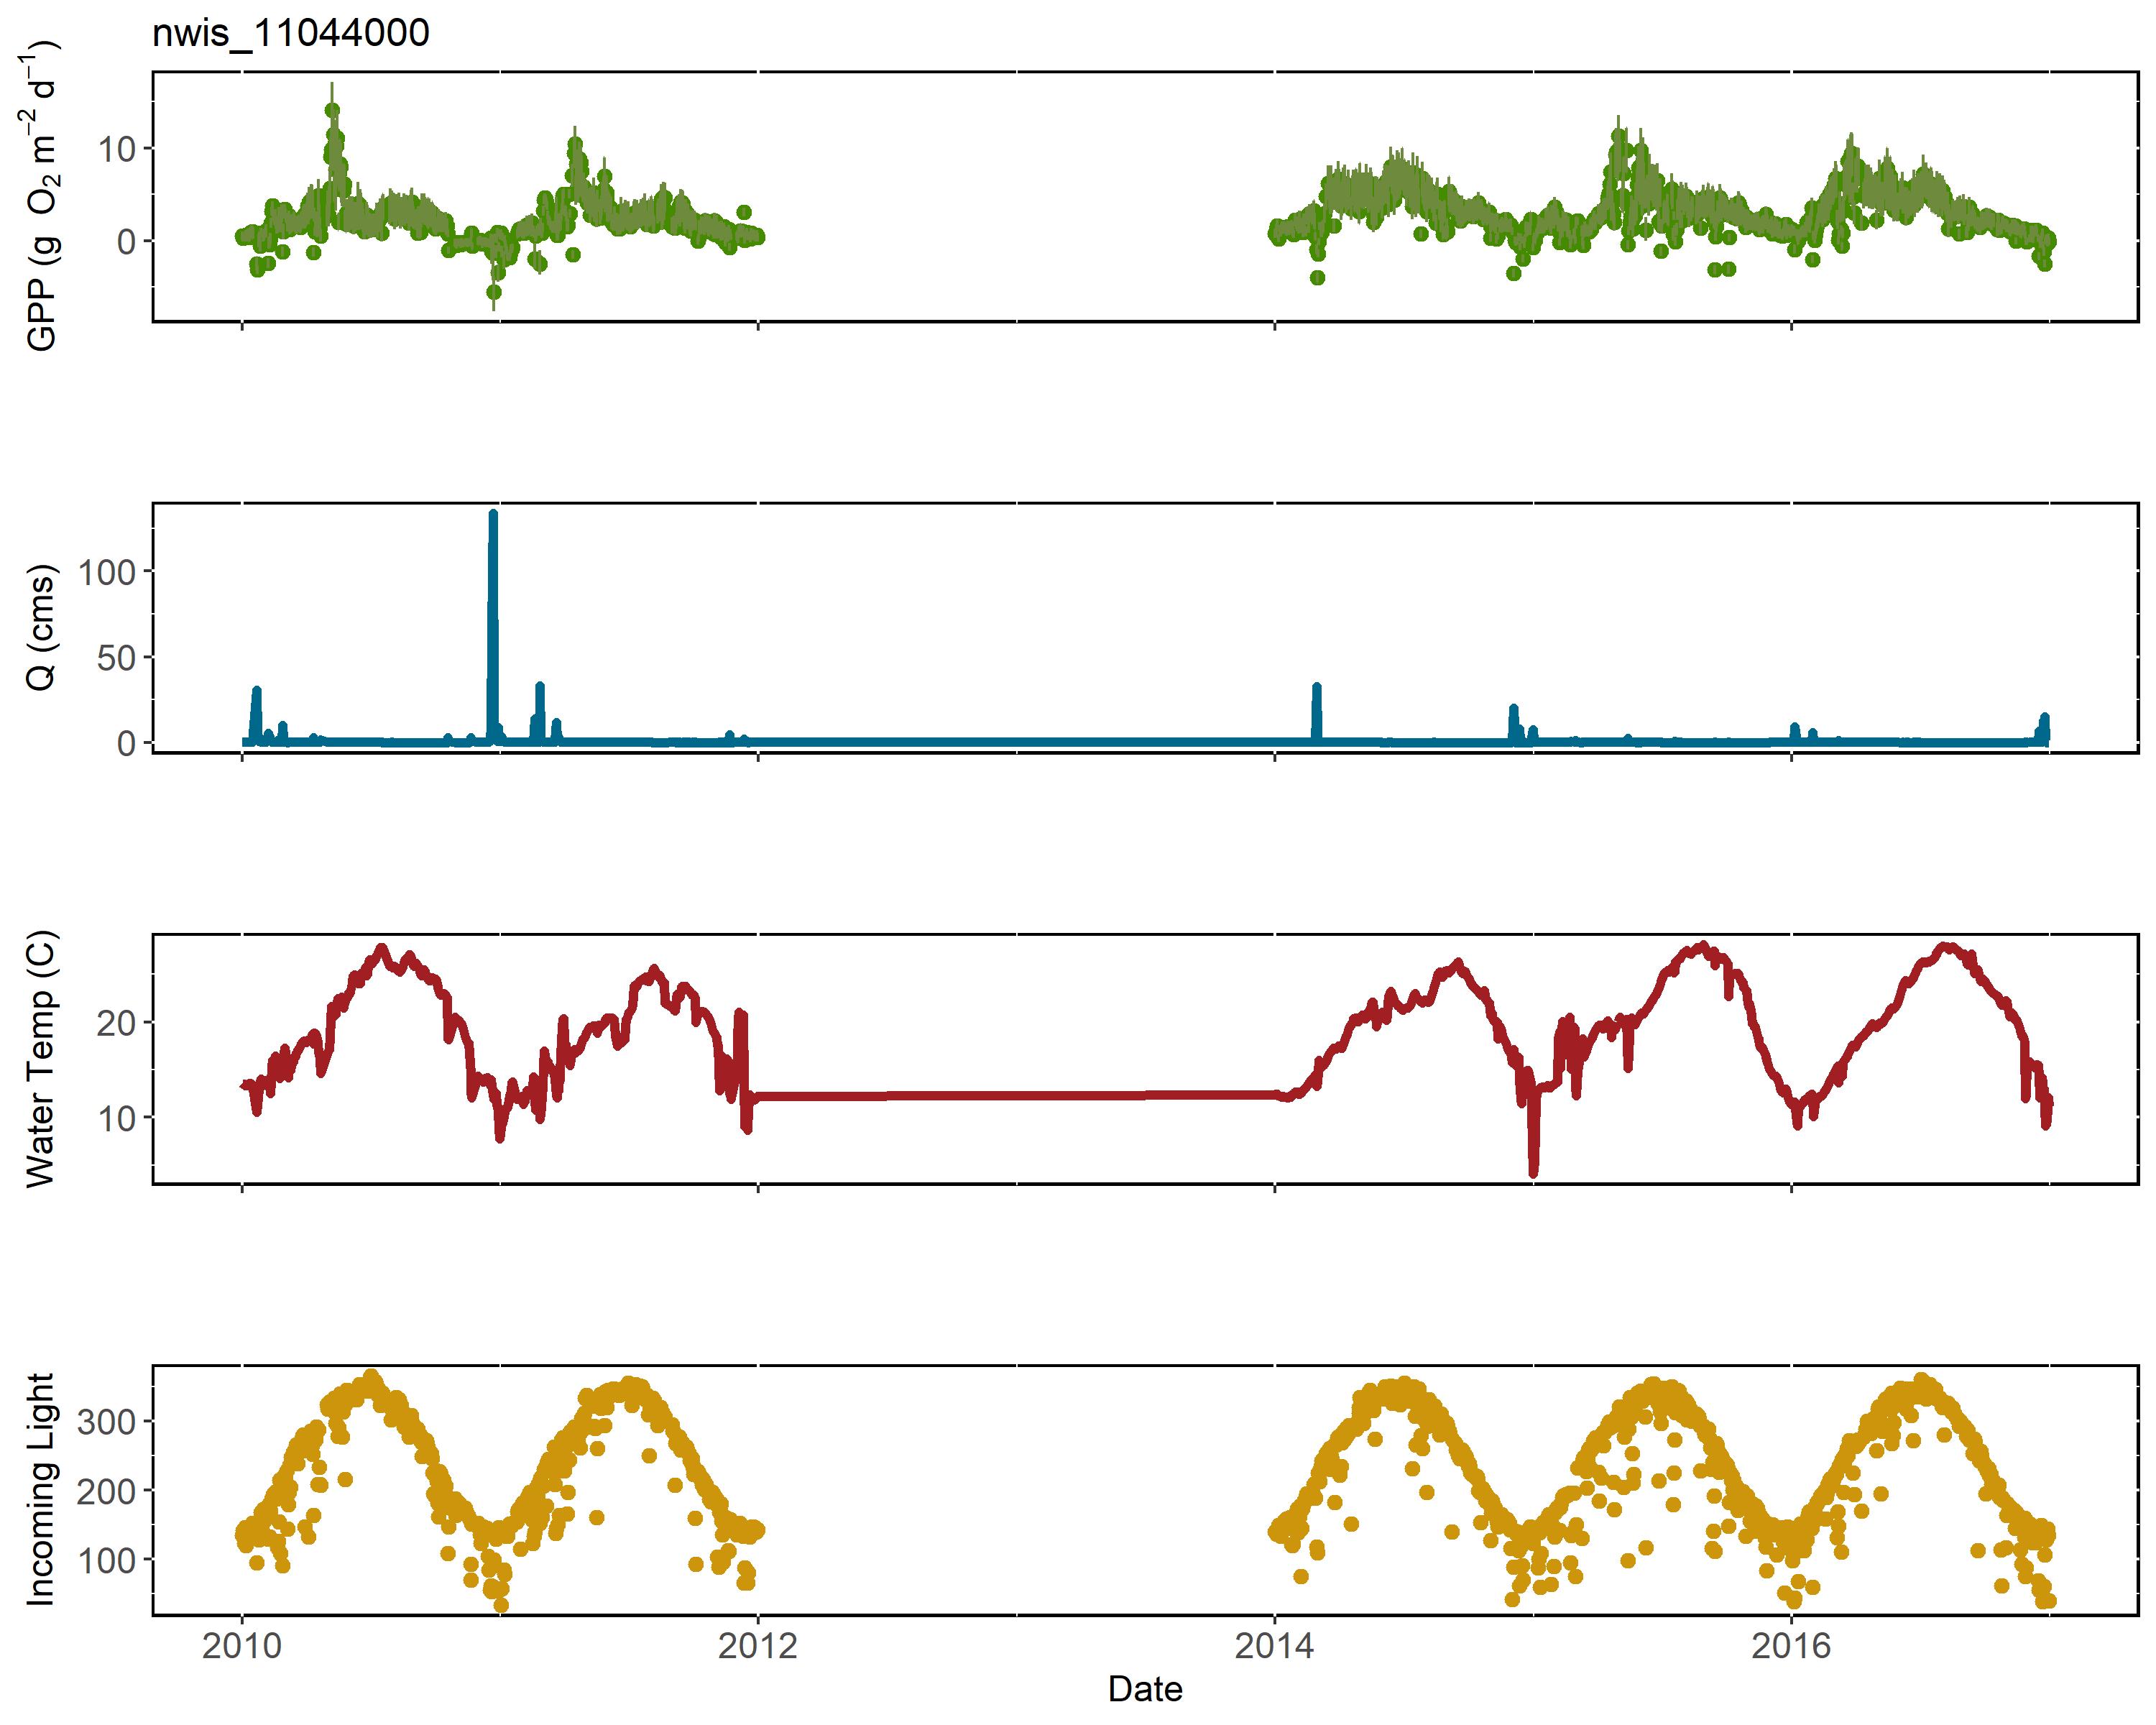 nwis_11044000
GPP (g O₂ m⁻² d⁻¹)
10
0
Q (cms)
100
50
0
Water Temp (C)
20
10
Incoming Light
300
200
100
2010 2012 2014 2016
Date